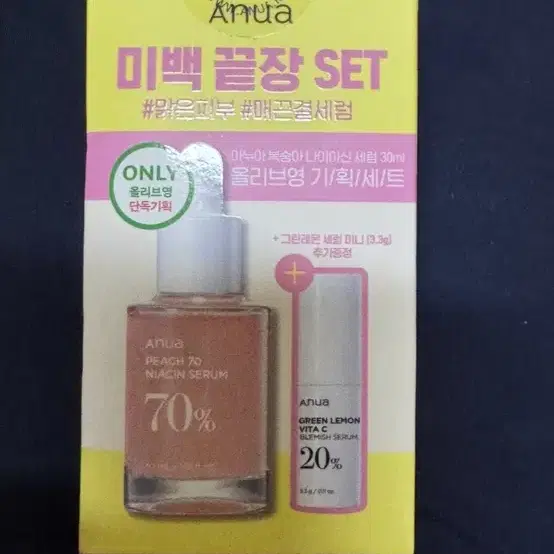 Anua
미백 끝장 SET
#맑은피부 #매끈결세럼
ONLY
올리브영
단독기획
아누아 복숭아 나이아신 세럼 30ml
올리브영 기/획/세/트
+ 그린레몬 세럼 미니 (3.3g)
추가증정
+
Anua
PEACH 70
NIACIN SERUM
70%
Anua
GREEN LEMON
VITA C
BLEMISH SERUM
20%